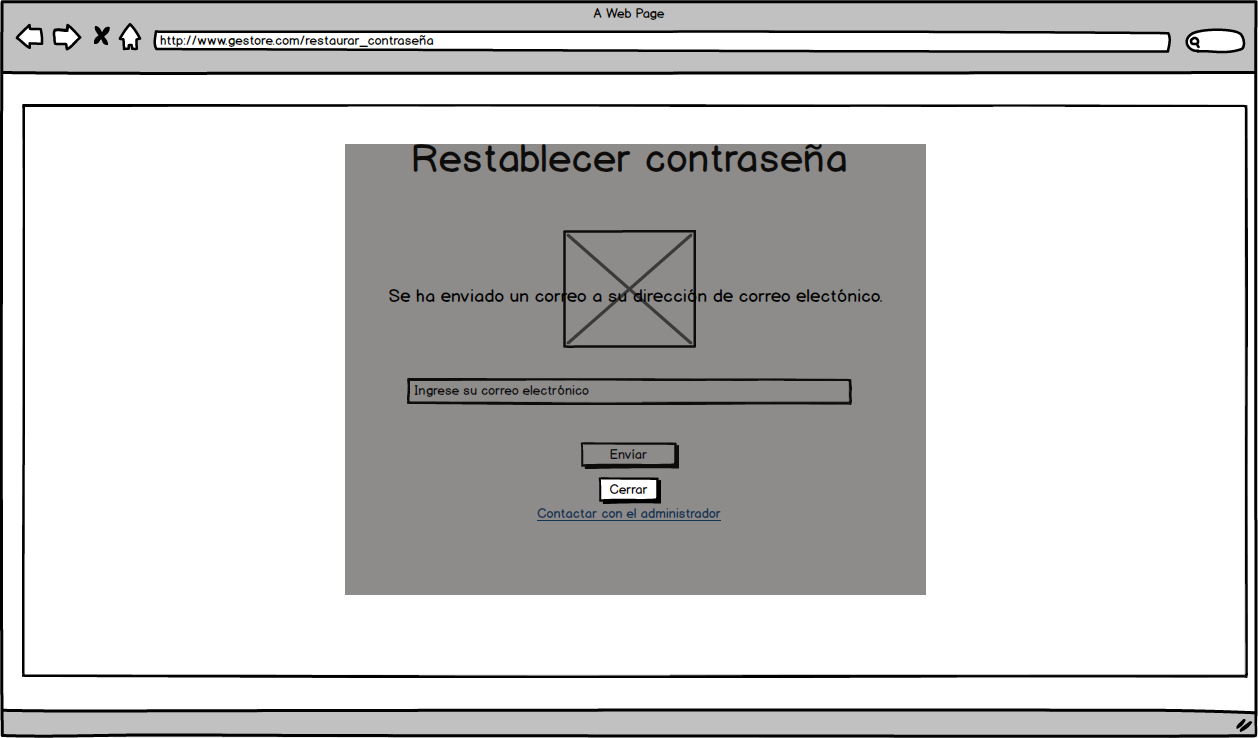 A Web Page
http://www.gestore.com/restaurar_contraseña
Restablecer contraseña
Se ha enviado un correo a su dirección de correo electónico.
Ingrese su correo electrónico
Envíar
Cerrar
Contactar con el administrador